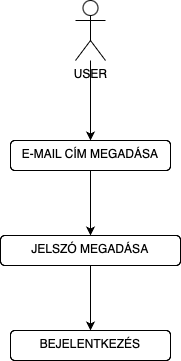 USER
E-MAIL CÍM MEGADÁSA
JELSZÓ MEGADÁSA
BEJELENTKEZÉS